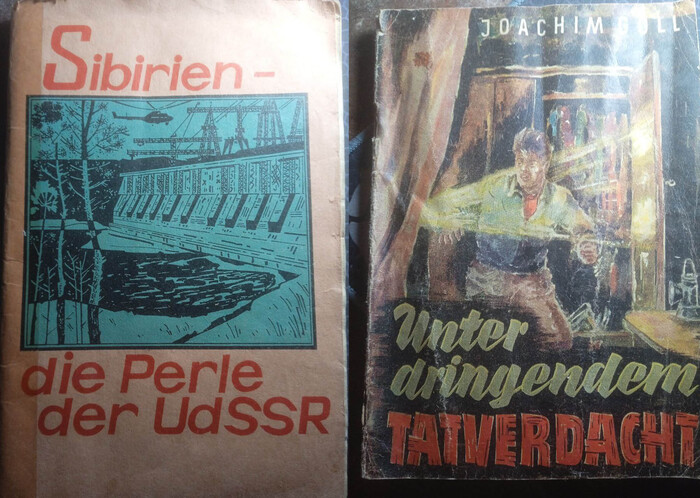 Sibirien -
die Perle
der UdSSR
JOACHIM
Unter
dringendem
TATVERDACHT